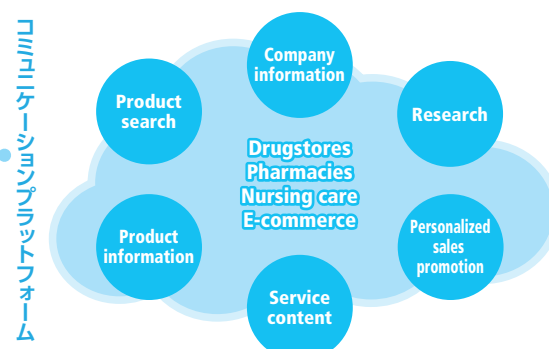 コミュニケーションプラットフォーム
Company
information
Product
search
Research
Drugstores
Pharmacies
Nursing care
E-commerce
Product
information
Personalized
sales
promotion
Service
content